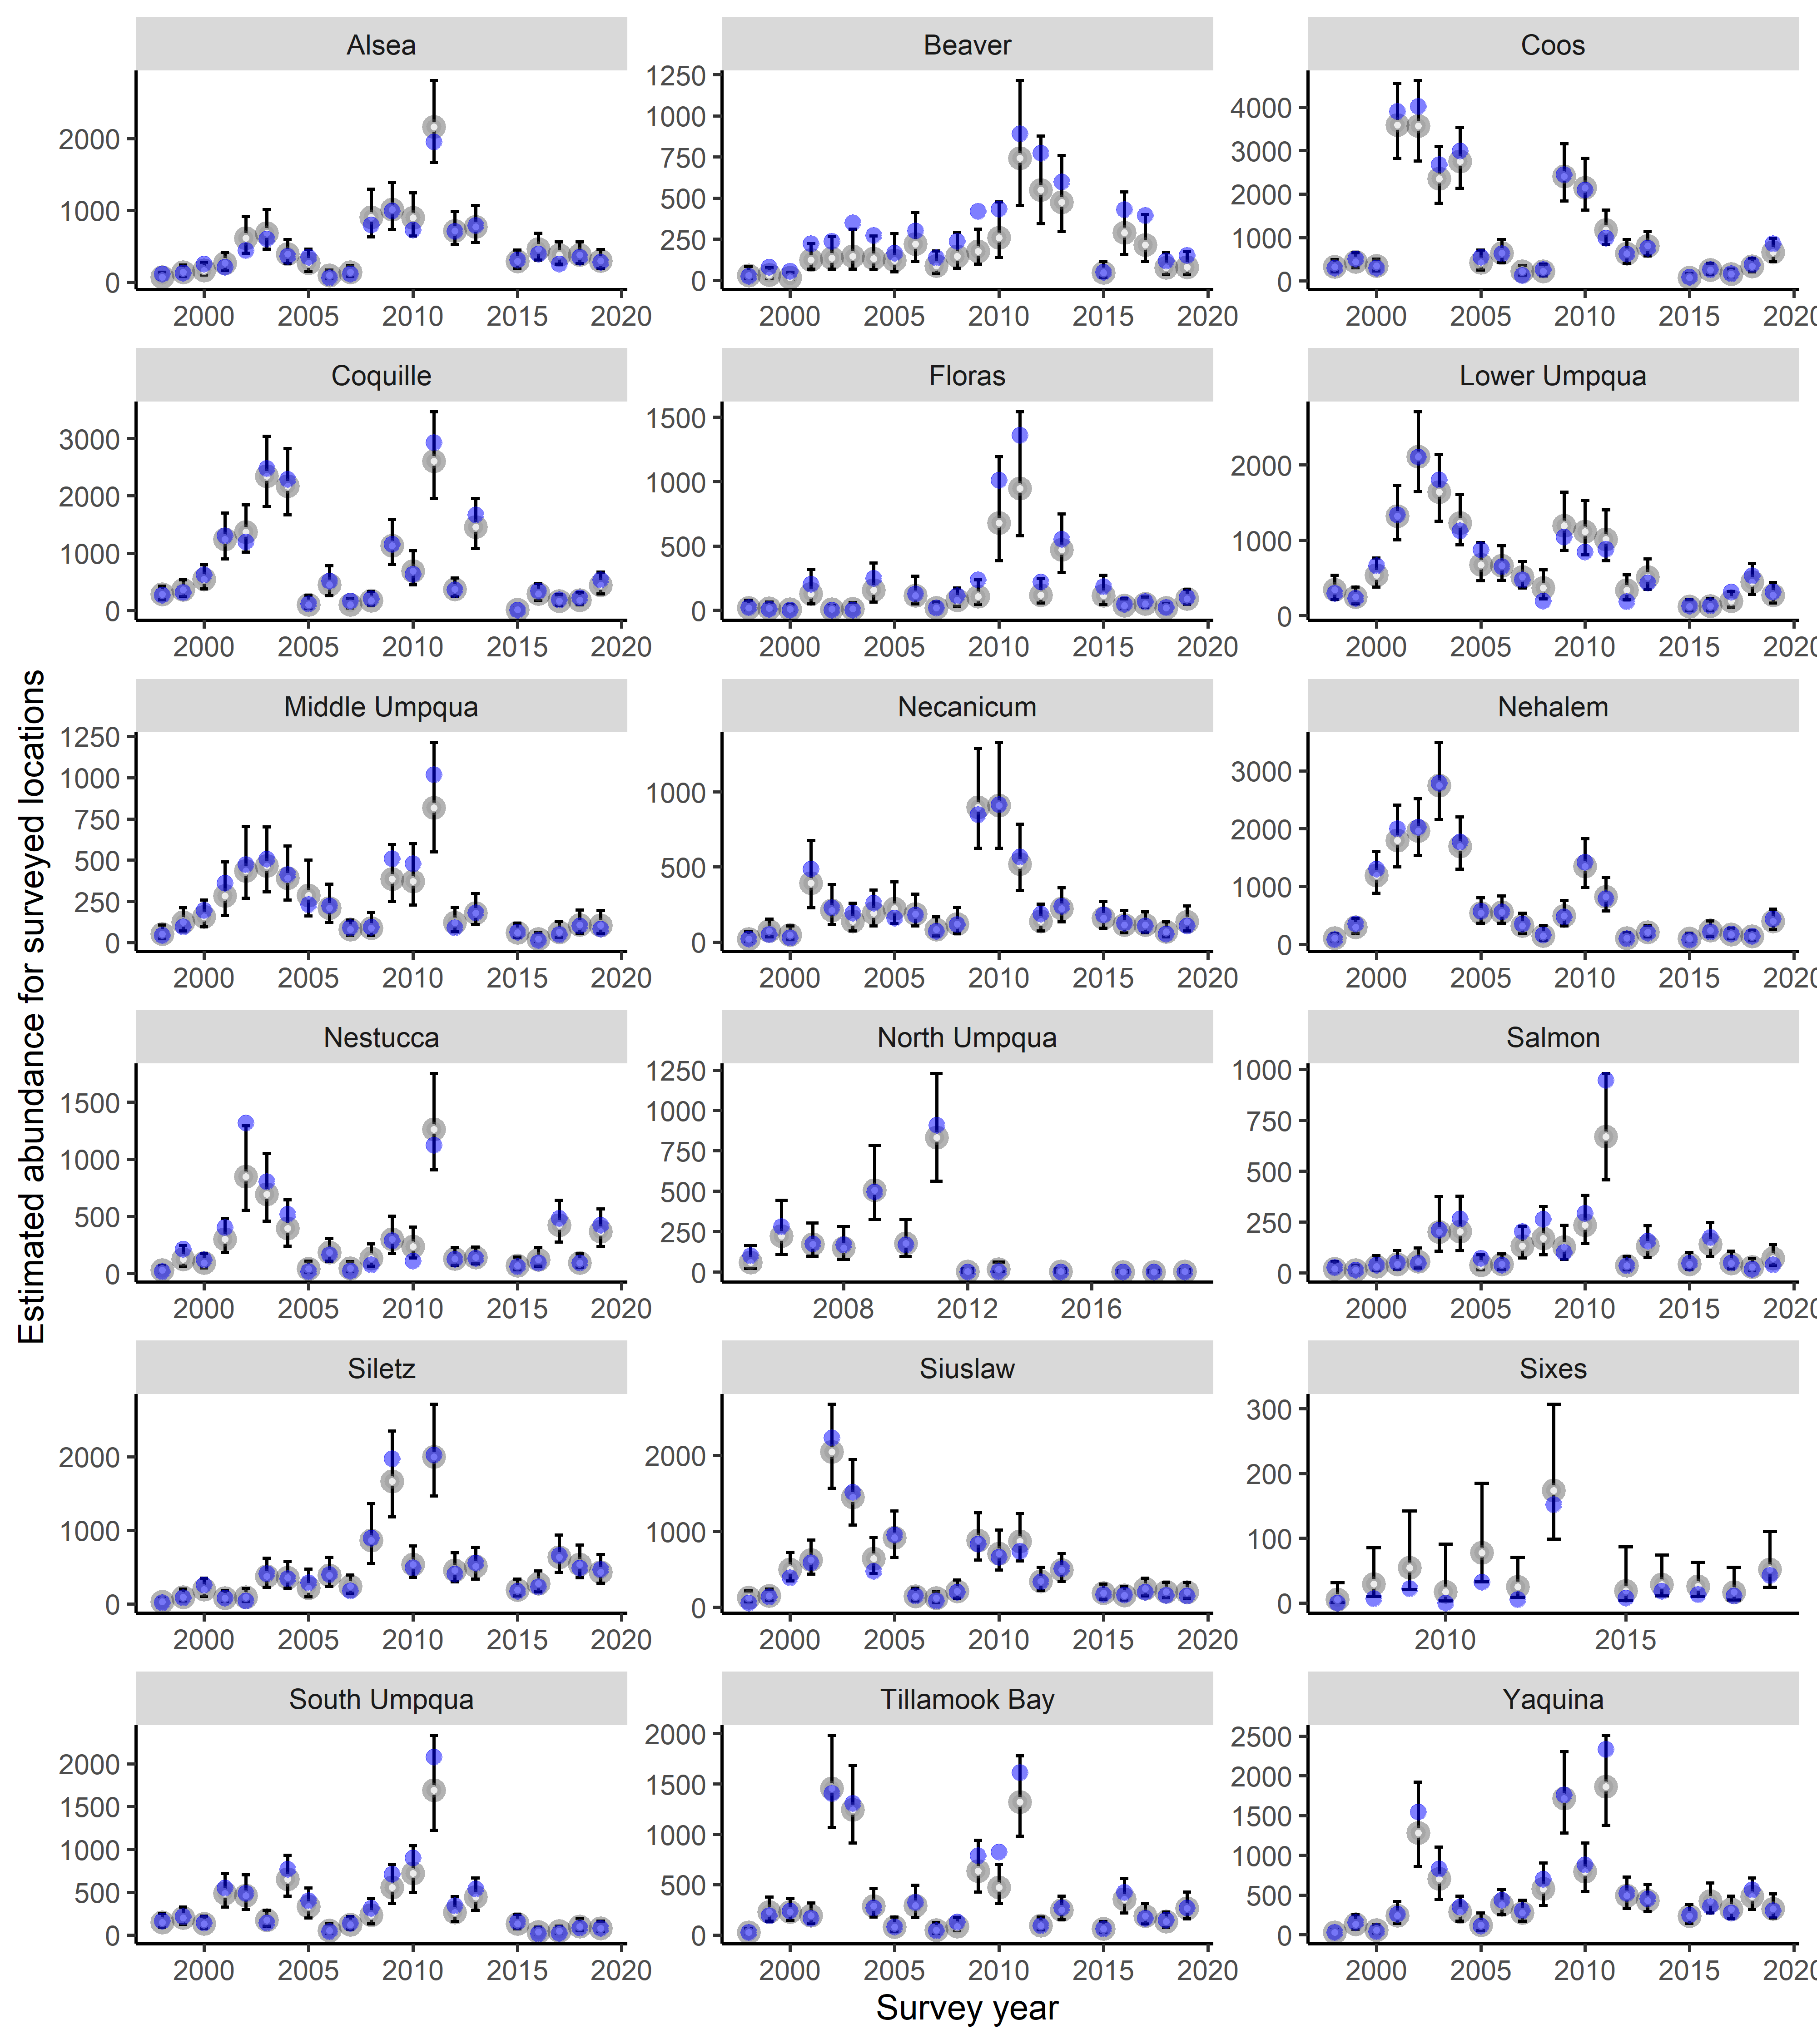 Alsea
Beaver
Coos
2000
1000
0
1250
1000
750
500
250
0
4000
3000
2000
1000
0
2000 2005 2010 2015 2020
2000 2005 2010 2015 2020
2000 2005 2010 2015 202
Coquille
Floras
Lower Umpqua
3000
2000
1000
0
1500
1000
500
0
2000
1000
0
2000 2005 2010 2015 2020
2000 2005 2010 2015 2020
2000 2005 2010 2015 202
Middle Umpqua
Necanicum
Nehalem
1250
1000
750
500
250
0
1000
500
0
3000
2000
1000
0
2000 2005 2010 2015 2020
2000 2005 2010 2015 2020
2000 2005 2010 2015 202
Estimated abundance for surveyed locations
Nestucca
North Umpqua
Salmon
1500
1000
500
0
1250
1000
750
500
250
0
1000
750
500
250
0
2000 2005 2010 2015 2020
2008 2012 2016
2000 2005 2010 2015 202
Siletz
Siuslaw
Sixes
2000
1000
0
2000
1000
0
300
200
100
0
2000 2005 2010 2015 2020
2000 2005 2010 2015 2020
2010 2015
South Umpqua
Tillamook Bay
Yaquina
2000
1500
1000
500
0
2000
1500
1000
500
0
2500
2000
1500
1000
500
0
2000 2005 2010 2015 2020
2000 2005 2010 2015 2020
2000 2005 2010 2015 202
Survey year